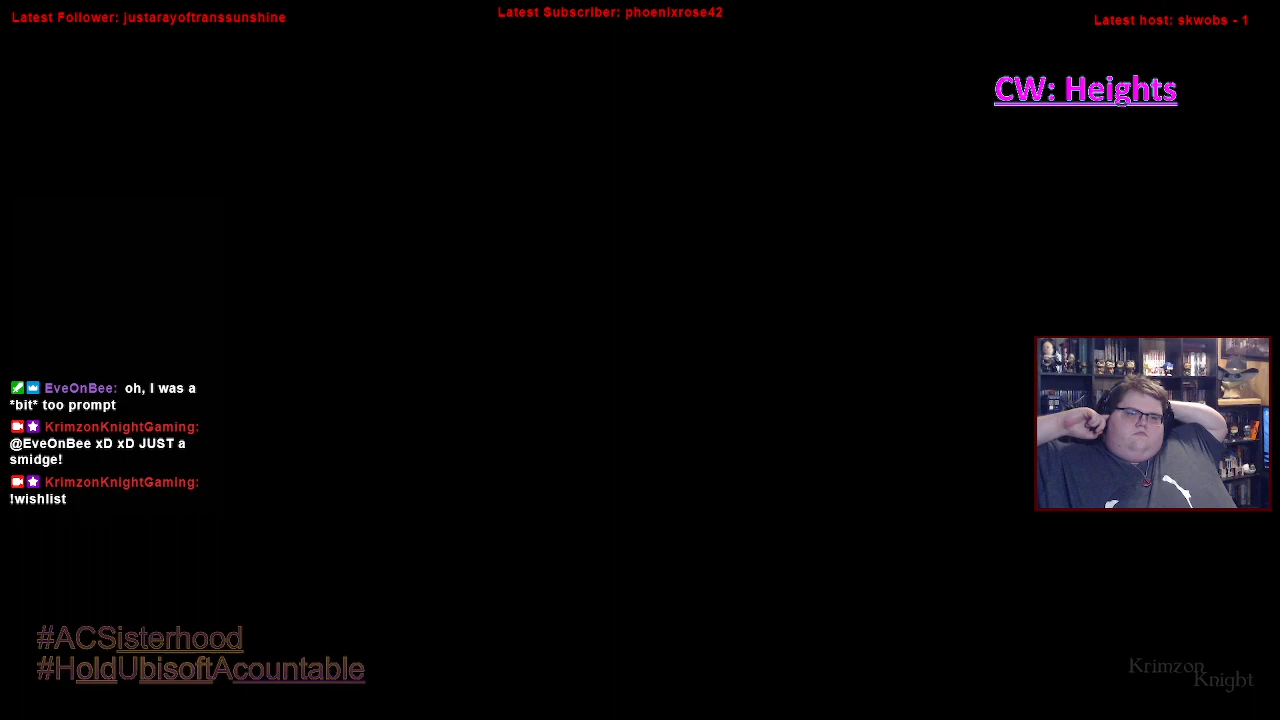 Latest Follower: justarayoftranssunshine
Latest Subscriber: phoenixrose42
Latest host: skwobs - 1
CW: Heights
EveOnBee: oh, I was a
*bit* too prompt
KrimzonKnightGaming:
@EveOnBee xD xD JUST a
smidge!
KrimzonKnightGaming:
!wishlist
#ACSisterhood
#HoldUbisoftAcountable
Krimzon
Knight